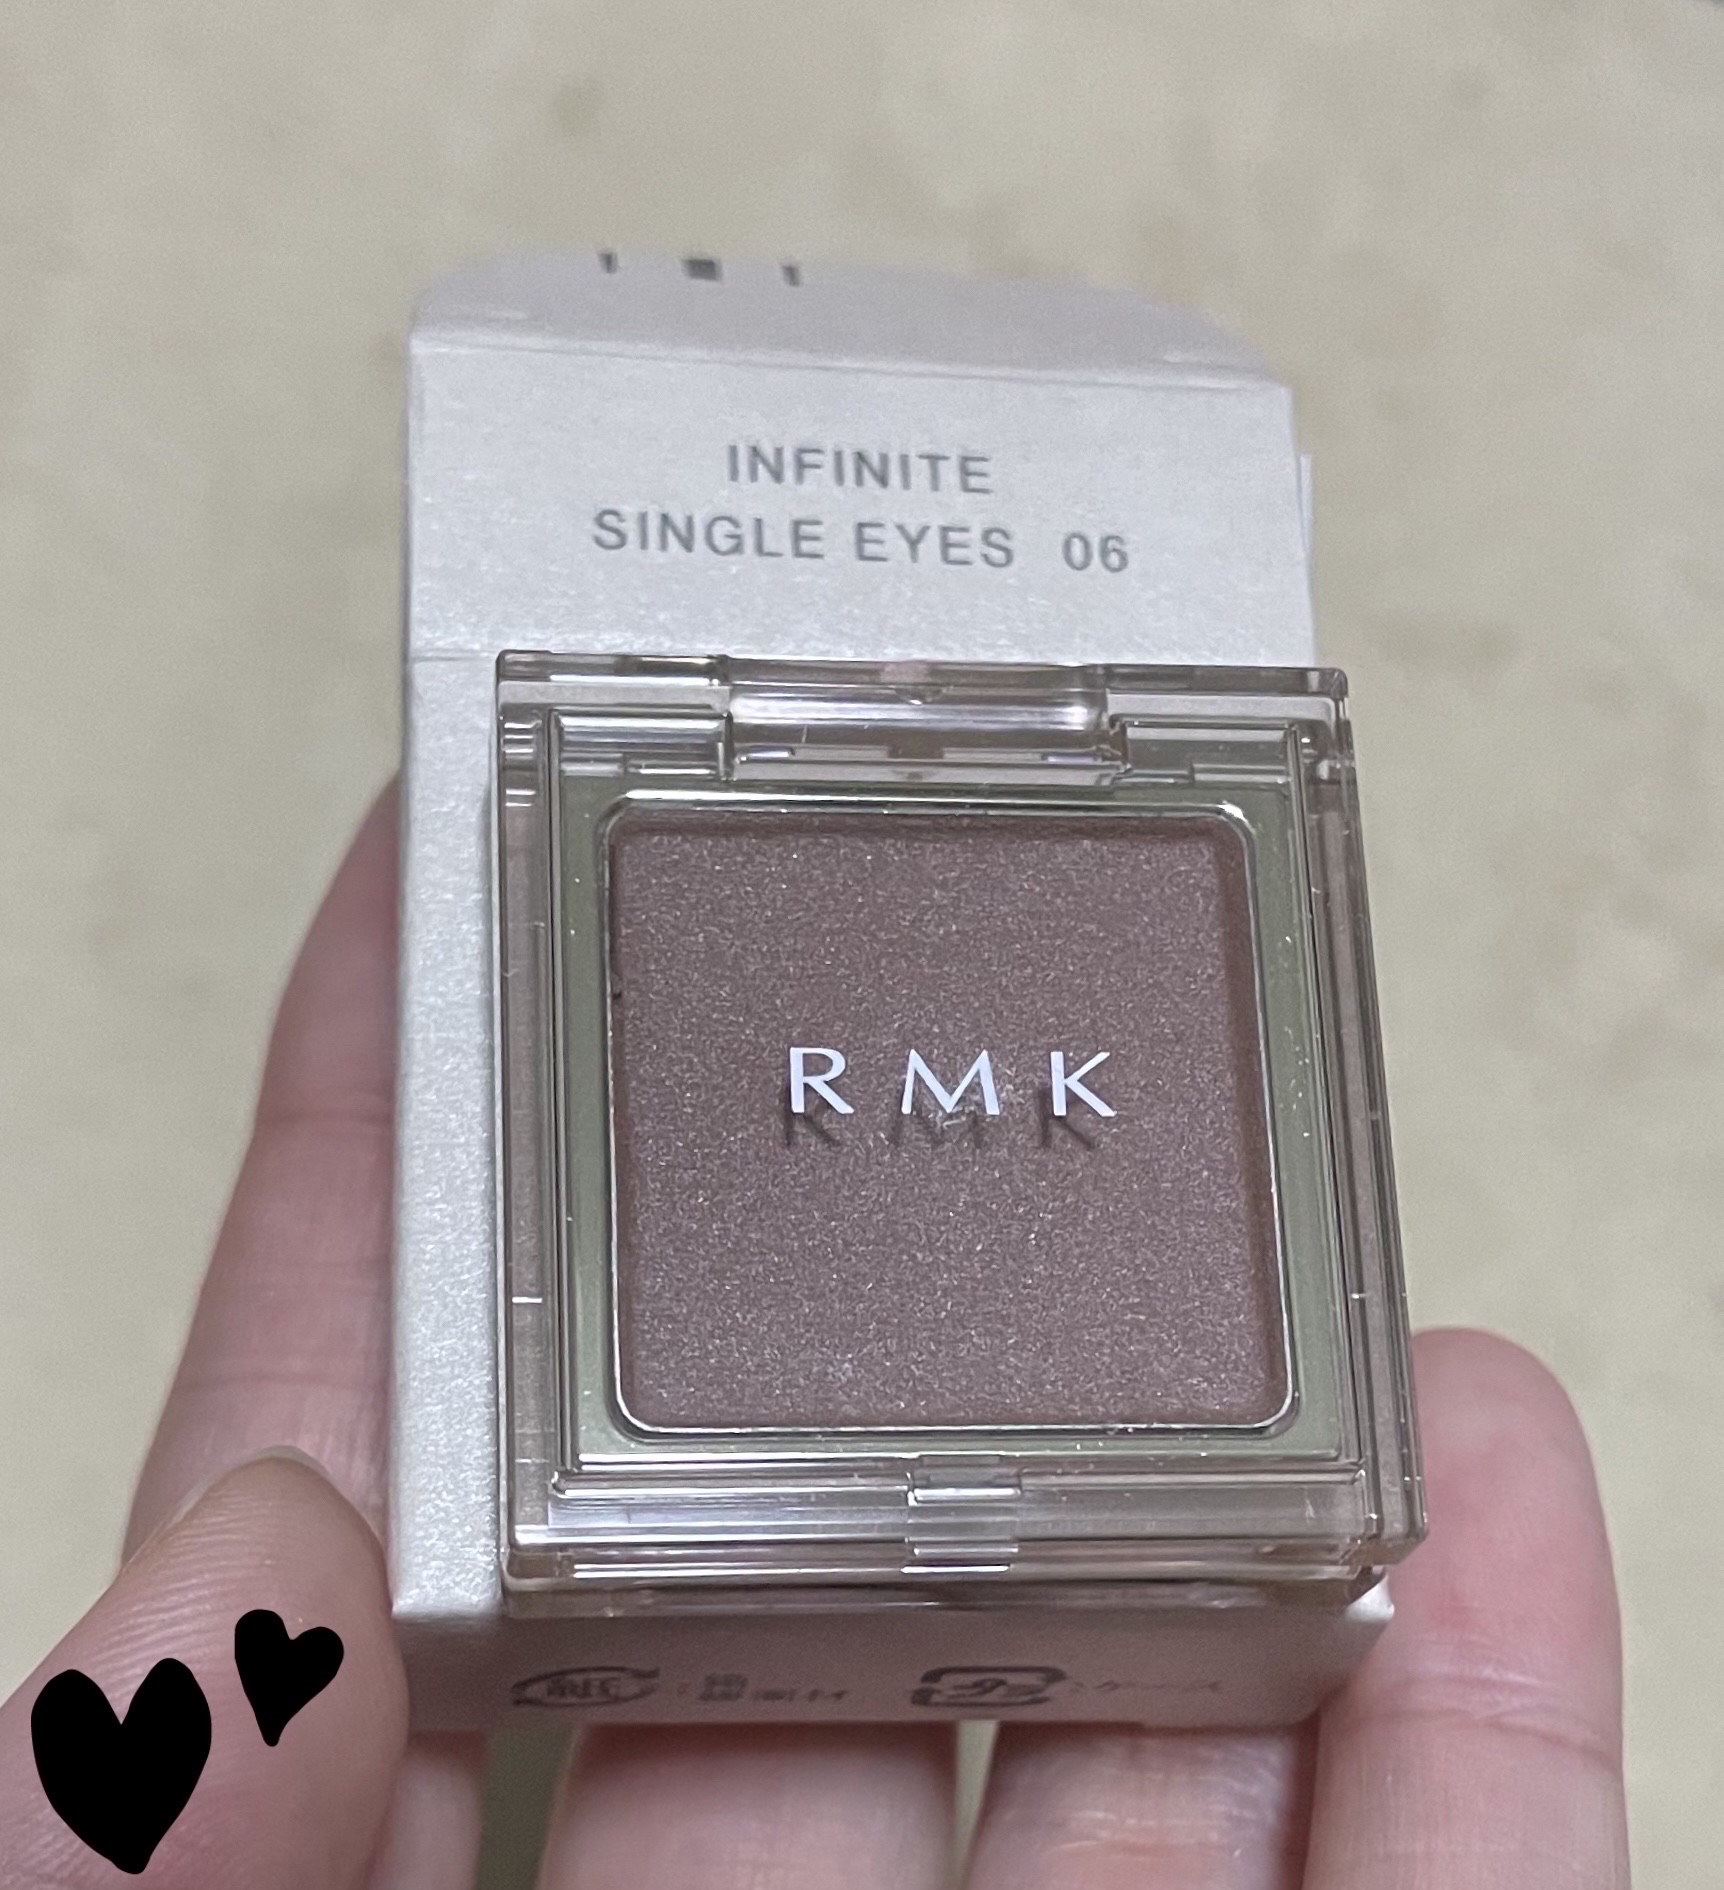 INFINITE
SINGLE EYES 06
RMK